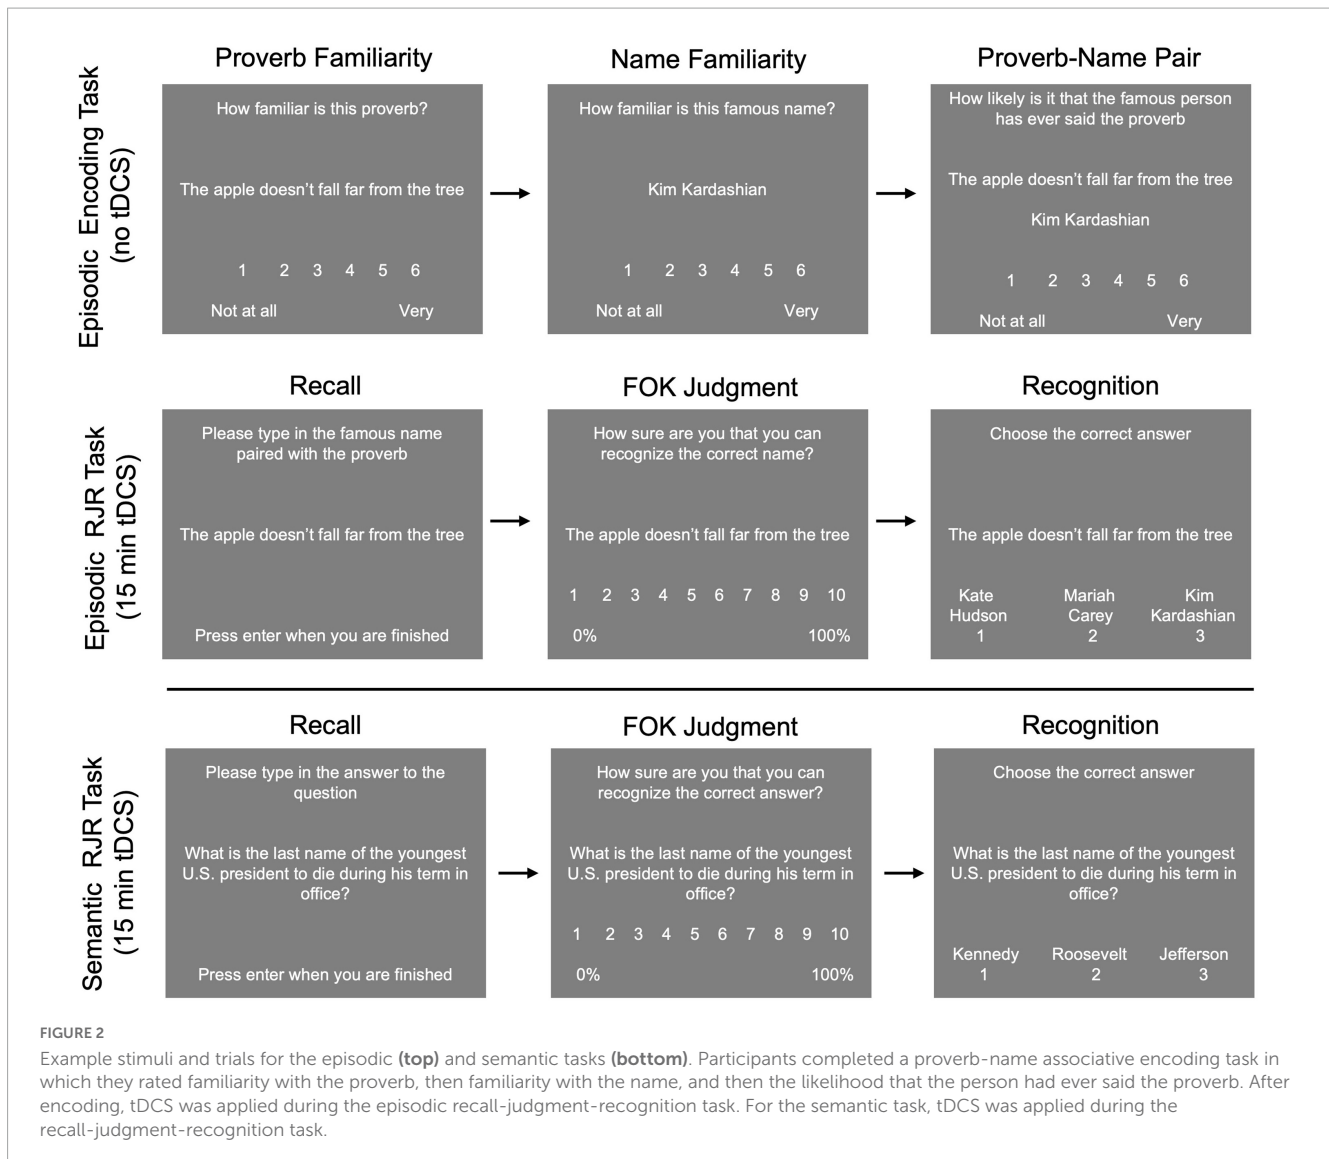 Proverb Familiarity
Name Familiarity
Proverb-Name Pair
Episodic Encoding Task
(no tDCS)
How familiar is this proverb?
The apple doesn't fall far from the tree
1 2 3 4 5 6
Not at all Very
How familiar is this famous name?
Kim Kardashian
1 2 3 4 5 6
Not at all Very
How likely is it that the famous person
has ever said the proverb
The apple doesn't fall far from the tree
Kim Kardashian
1 2 3 4 5 6
Not at all Very
Recall
FOK Judgment
Recognition
Episodic RJR Task
(15 min tDCS)
Please type in the famous name
paired with the proverb
The apple doesn't fall far from the tree
Press enter when you are finished
How sure are you that you can
recognize the correct name?
The apple doesn't fall far from the tree
1 2 3 4 5 6 7 8 9 10
0% 100%
Choose the correct answer
The apple doesn't fall far from the tree
Kate Mariah Kim
Hudson Carey Kardashian
1 2 3
Recall
FOK Judgment
Recognition
Semantic RJR Task
(15 min tDCS)
Please type in the answer to the
question
What is the last name of the youngest
U.S. president to die during his term in
office?
Press enter when you are finished
How sure are you that you can
recognize the correct answer?
What is the last name of the youngest
U.S. president to die during his term in
office?
1 2 3 4 5 6 7 8 9 10
0% 100%
Choose the correct answer
What is the last name of the youngest
U.S. president to die during his term in
office?
Kennedy Roosevelt Jefferson
1 2 3
FIGURE 2
Example stimuli and trials for the episodic (top) and semantic tasks (bottom). Participants completed a proverb-name associative encoding task in
which they rated familiarity with the proverb, then familiarity with the name, and then the likelihood that the person had ever said the proverb. After
encoding, tDCS was applied during the episodic recall-judgment-recognition task. For the semantic task, tDCS was applied during the
recall-judgment-recognition task.